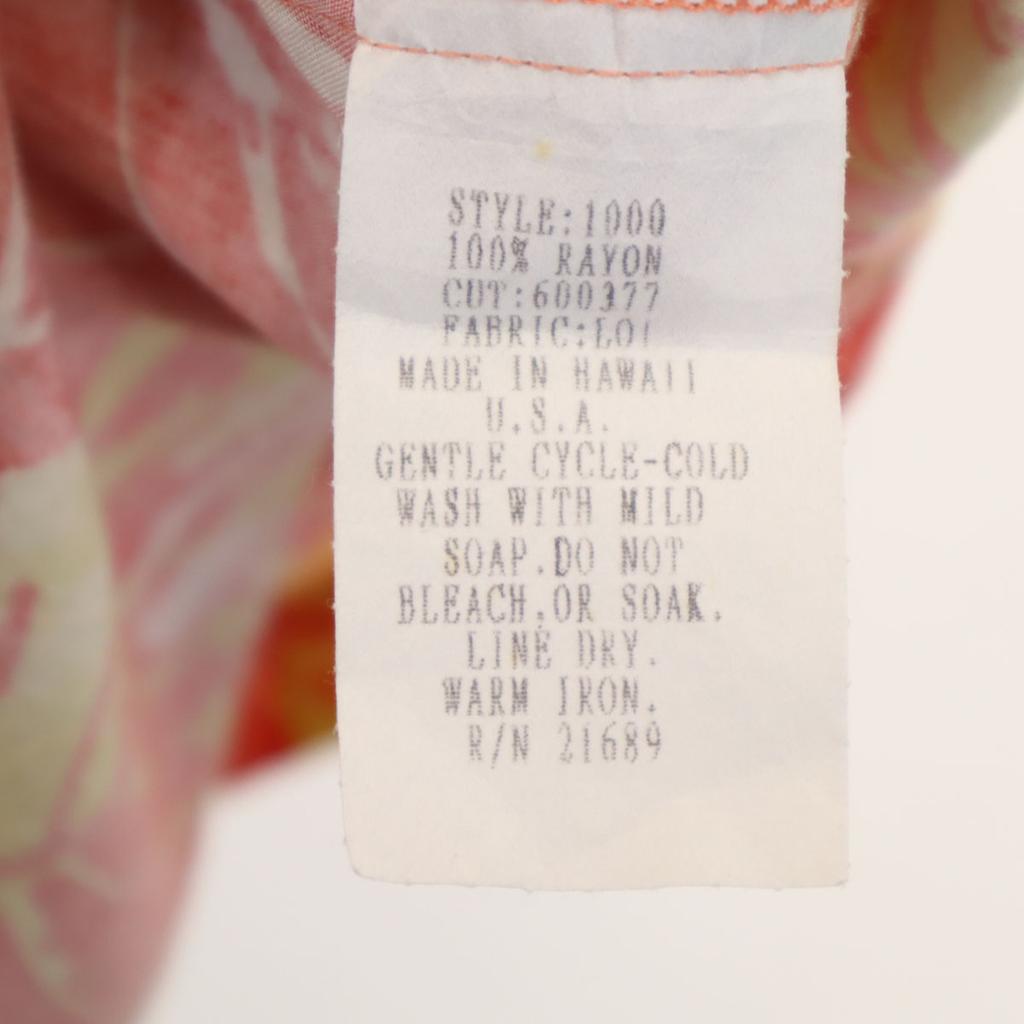 STYLE:1000
100% RAYON
CUT:600377
FABRIC:LOI
MADE IN HAWAII
U.S.A.
GENTLE CYCLE-COLD
WASH WITH MILD
SOAP.DO NOT
BLEACH.OR SOAK.
LINE DRY.
WARM IRON.
R/N 21689